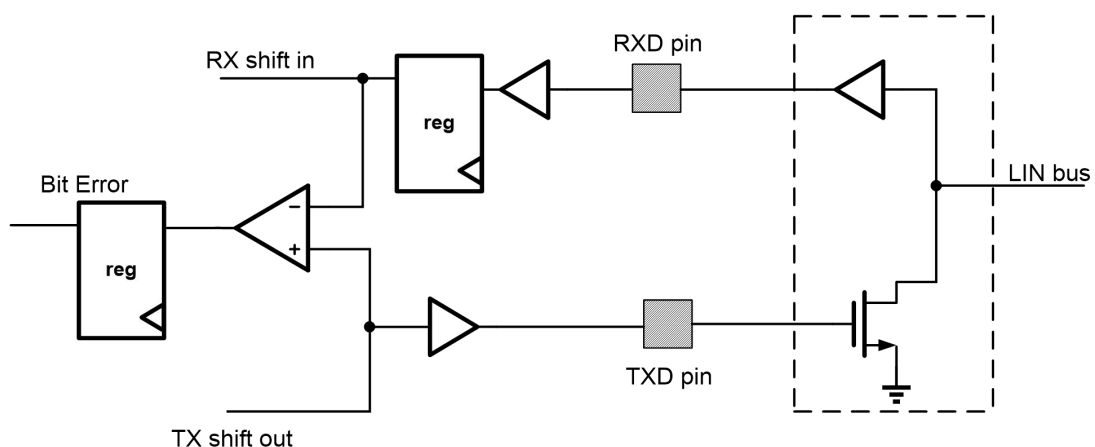 RXD pin
RX shift in
reg
LIN bus
Bit Error
−
+
reg
TXD pin
TX shift out